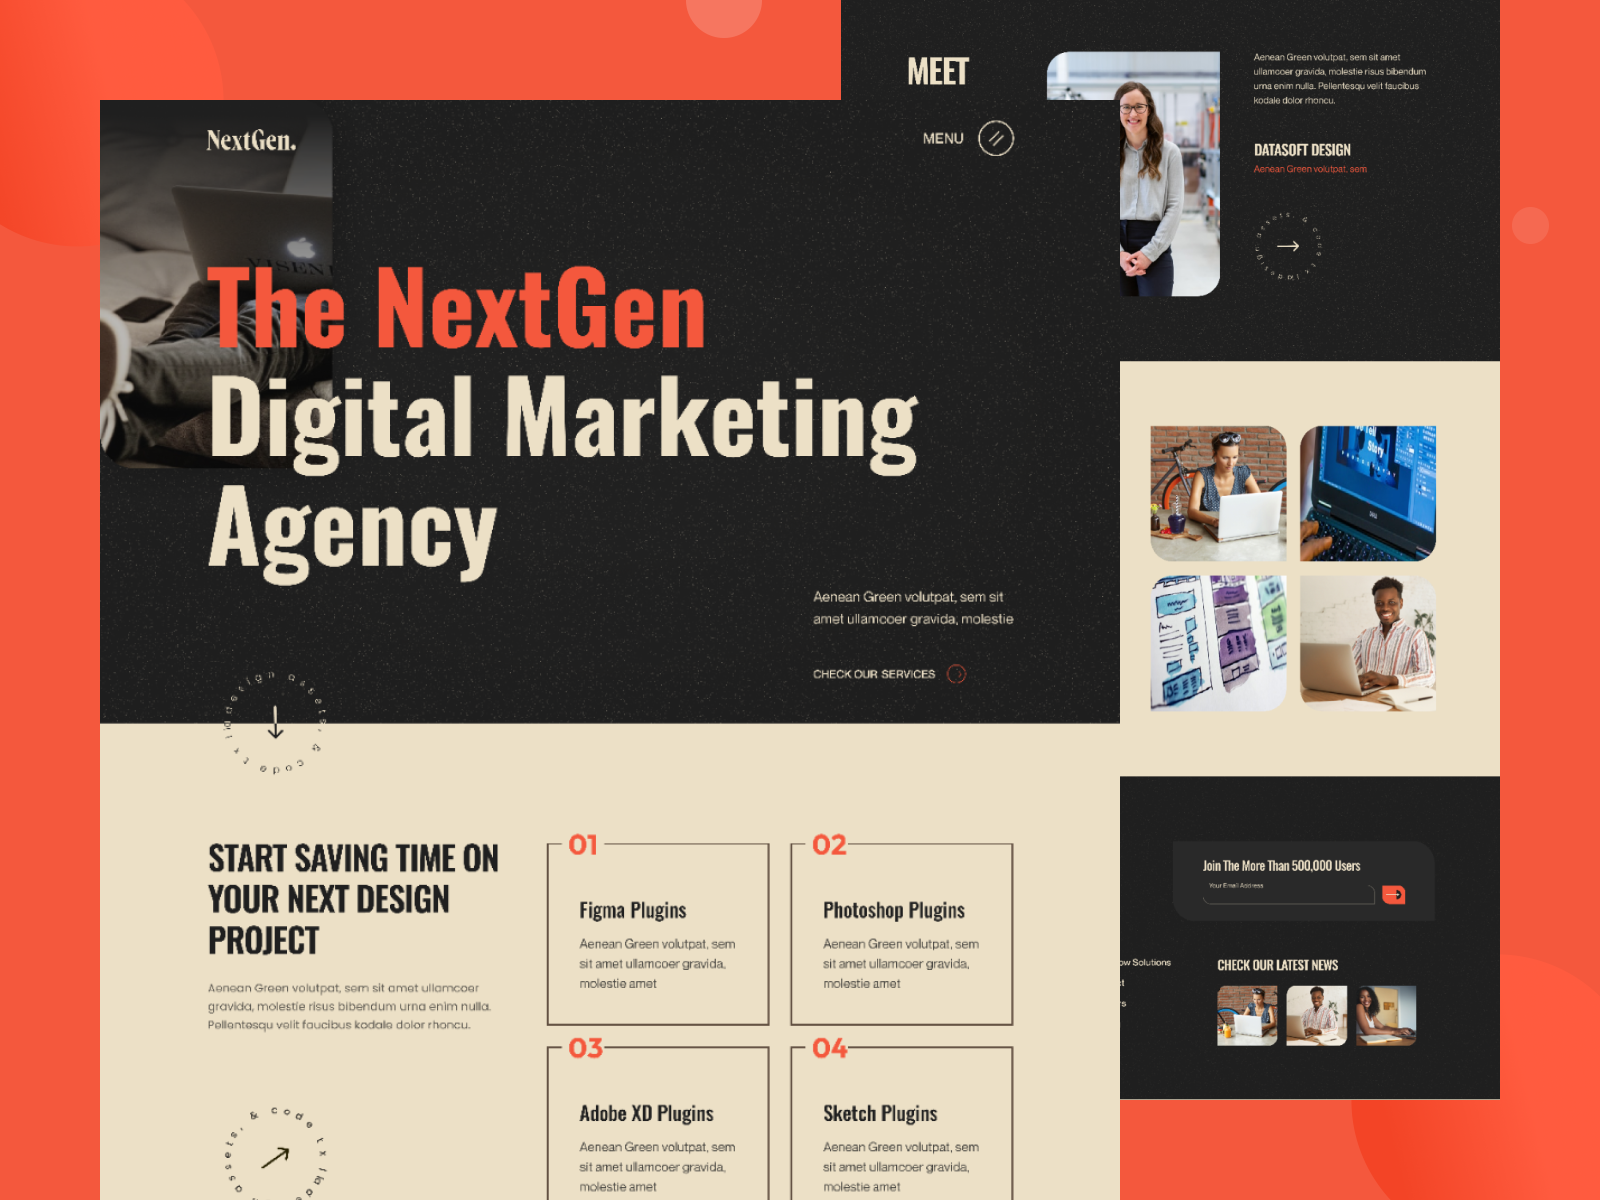 NextGen.
MENU
The NextGen
Digital Marketing
Agency
Aenean Green volutpat, sem sit
amet ullamcoer gravida, molestie
CHECK OUR SERVICES
START SAVING TIME ON
YOUR NEXT DESIGN
PROJECT
Aenean Green volutpat, sem sit amet ullamcoer
gravida, molestie risus bibendum urna enim nulla.
Pellentesqu velit faucibus kodale dolor rhoncu.
01
Figma Plugins
Aenean Green volutpat, sem
sit amet ullamcoer gravida,
molestie amet
02
Photoshop Plugins
Aenean Green volutpat, sem
sit amet ullamcoer gravida,
molestie amet
03
Adobe XD Plugins
Aenean Green volutpat, sem
sit amet ullamcoer gravida,
molestie amet
04
Sketch Plugins
Aenean Green volutpat, sem
sit amet ullamcoer gravida,
molestie amet
MEET
Aenean Green volutpat, sem sit amet
ullamcoer gravida, molestie risus bibendum
urna enim nulla. Pellentesqu velit faucibus
kodale dolor rhoncu.
DATASOFT DESIGN
Aenean Green volutpat, sem
Story
Join The More Than 500,000 Users
Your Email Address
Solutions
CHECK OUR LATEST NEWS